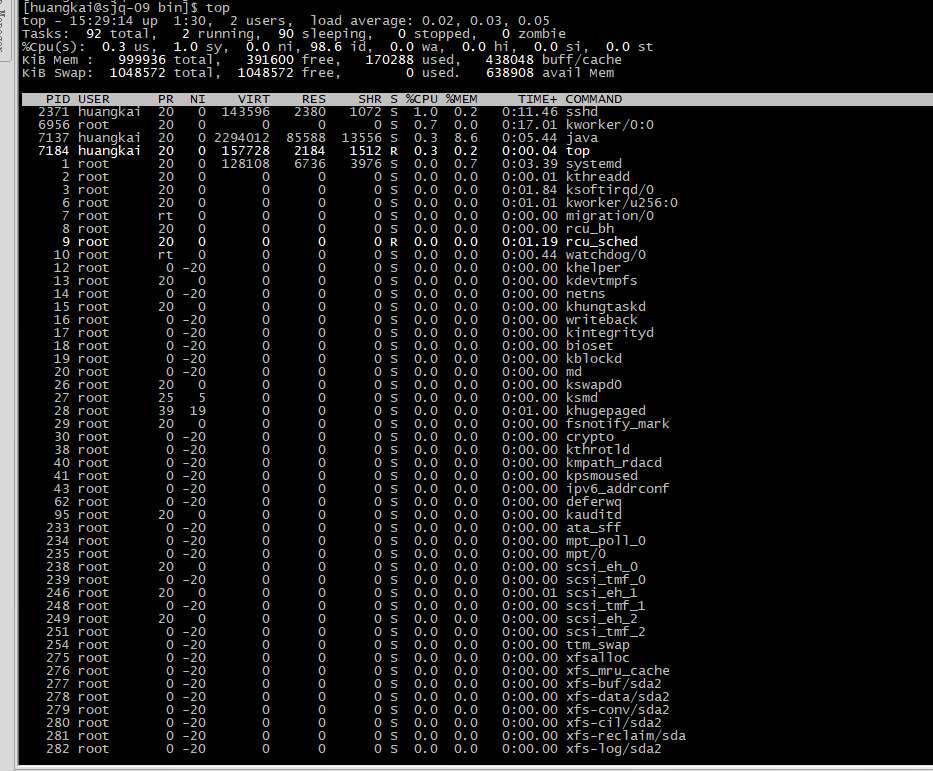 [huangkai@sjq-09 bin]$ top
top - 15:29:14 up  1:30,  2 users,  load average: 0.02, 0.03, 0.05
Tasks:  92 total,   2 running,  90 sleeping,   0 stopped,   0 zombie
%Cpu(s):  0.3 us,  1.0 sy,  0.0 ni, 98.6 id,  0.0 wa,  0.0 hi,  0.0 si,  0.0 st
KiB Mem :   999936 total,   391600 free,   170288 used,   438048 buff/cache
KiB Swap:  1048572 total,  1048572 free,        0 used.   638908 avail Mem
PID USER PR NI VIRT RES SHR S %CPU %MEM TIME+ COMMAND
2371 huangkai 20 0 143596 2380 1072 S 1.0 0.2 0:11.46 sshd
6956 root 20 0 0 0 0 S 0.7 0.0 0:17.01 kworker/0:0
7137 huangkai 20 0 2294012 85588 13556 S 0.3 8.6 0:05.44 java
7184 huangkai 20 0 157728 2184 1512 R 0.3 0.2 0:00.04 top
1 root 20 0 128108 6736 3976 S 0.0 0.7 0:03.39 systemd
2 root 20 0 0 0 0 S 0.0 0.0 0:00.01 kthreadd
3 root 20 0 0 0 0 S 0.0 0.0 0:01.84 ksoftirqd/0
6 root 20 0 0 0 0 S 0.0 0.0 0:01.01 kworker/u256:0
7 root rt 0 0 0 0 S 0.0 0.0 0:00.00 migration/0
8 root 20 0 0 0 0 S 0.0 0.0 0:00.00 rcu_bh
9 root 20 0 0 0 0 R 0.0 0.0 0:01.19 rcu_sched
10 root rt 0 0 0 0 S 0.0 0.0 0:00.44 watchdog/0
12 root 0 -20 0 0 0 S 0.0 0.0 0:00.00 khelper
13 root 20 0 0 0 0 S 0.0 0.0 0:00.00 kdevtmpfs
14 root 0 -20 0 0 0 S 0.0 0.0 0:00.00 netns
15 root 20 0 0 0 0 S 0.0 0.0 0:00.00 khungtaskd
16 root 0 -20 0 0 0 S 0.0 0.0 0:00.00 writeback
17 root 0 -20 0 0 0 S 0.0 0.0 0:00.00 kintegrityd
18 root 0 -20 0 0 0 S 0.0 0.0 0:00.00 bioset
19 root 0 -20 0 0 0 S 0.0 0.0 0:00.00 kblockd
20 root 0 -20 0 0 0 S 0.0 0.0 0:00.00 md
26 root 20 0 0 0 0 S 0.0 0.0 0:00.00 kswapd0
27 root 25 5 0 0 0 S 0.0 0.0 0:00.00 ksmd
28 root 39 19 0 0 0 S 0.0 0.0 0:01.00 khugepaged
29 root 20 0 0 0 0 S 0.0 0.0 0:00.00 fsnotify_mark
30 root 0 -20 0 0 0 S 0.0 0.0 0:00.00 crypto
38 root 0 -20 0 0 0 S 0.0 0.0 0:00.00 kthrotld
40 root 0 -20 0 0 0 S 0.0 0.0 0:00.00 kmpath_rdacd
41 root 0 -20 0 0 0 S 0.0 0.0 0:00.00 kpsmoused
43 root 0 -20 0 0 0 S 0.0 0.0 0:00.00 ipv6_addrconf
62 root 0 -20 0 0 0 S 0.0 0.0 0:00.00 deferwq
95 root 20 0 0 0 0 S 0.0 0.0 0:00.00 kauditd
233 root 0 -20 0 0 0 S 0.0 0.0 0:00.00 ata_sff
234 root 0 -20 0 0 0 S 0.0 0.0 0:00.00 mpt_poll_0
235 root 0 -20 0 0 0 S 0.0 0.0 0:00.00 mpt/0
238 root 20 0 0 0 0 S 0.0 0.0 0:00.00 scsi_eh_0
239 root 0 -20 0 0 0 S 0.0 0.0 0:00.00 scsi_tmf_0
246 root 20 0 0 0 0 S 0.0 0.0 0:00.01 scsi_eh_1
248 root 0 -20 0 0 0 S 0.0 0.0 0:00.00 scsi_tmf_1
249 root 20 0 0 0 0 S 0.0 0.0 0:00.00 scsi_eh_2
251 root 0 -20 0 0 0 S 0.0 0.0 0:00.00 scsi_tmf_2
254 root 0 -20 0 0 0 S 0.0 0.0 0:00.00 ttm_swap
275 root 0 -20 0 0 0 S 0.0 0.0 0:00.00 xfsalloc
276 root 0 -20 0 0 0 S 0.0 0.0 0:00.00 xfs_mru_cache
277 root 0 -20 0 0 0 S 0.0 0.0 0:00.00 xfs-buf/sda2
278 root 0 -20 0 0 0 S 0.0 0.0 0:00.00 xfs-data/sda2
279 root 0 -20 0 0 0 S 0.0 0.0 0:00.00 xfs-conv/sda2
280 root 0 -20 0 0 0 S 0.0 0.0 0:00.00 xfs-cil/sda2
281 root 0 -20 0 0 0 S 0.0 0.0 0:00.00 xfs-reclaim/sda
282 root 0 -20 0 0 0 S 0.0 0.0 0:00.00 xfs-log/sda2